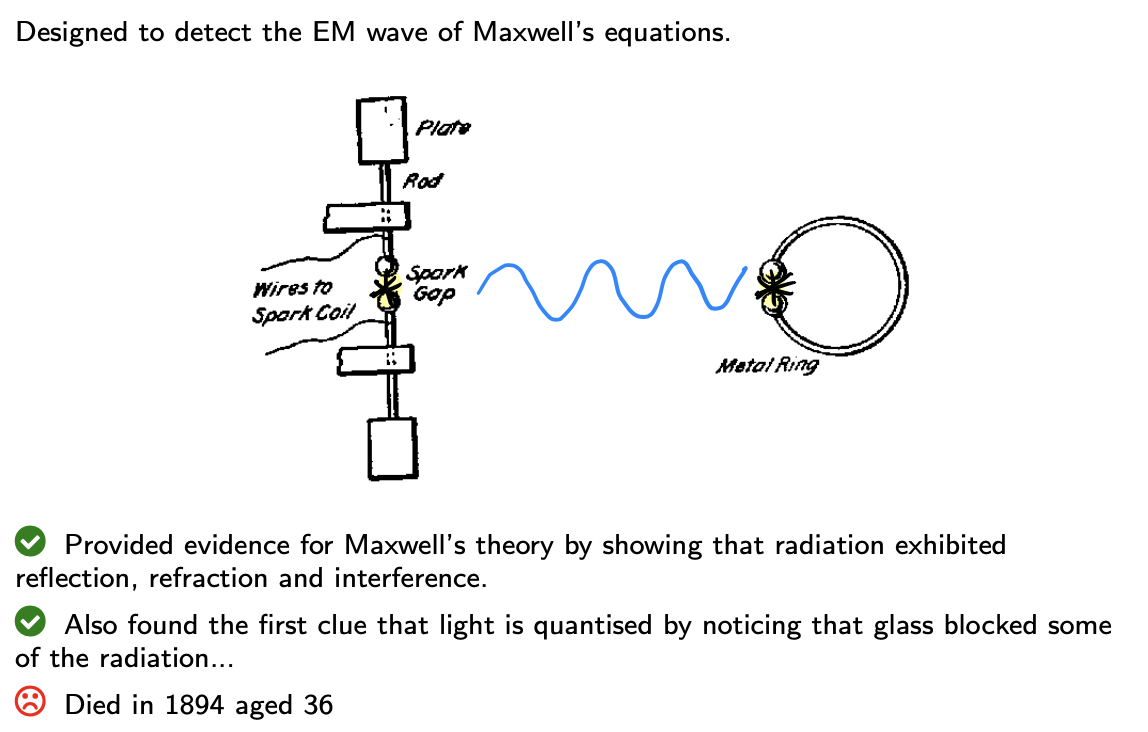 Designed to detect the EM wave of Maxwell's equations.
Plate
Rod
Spark
Gap
Wires to
Spark Coil
Metal Ring
Provided evidence for Maxwell's theory by showing that radiation exhibited
reflection, refraction and interference.
Also found the first clue that light is quantised by noticing that glass blocked some
of the radiation...
Died in 1894 aged 36